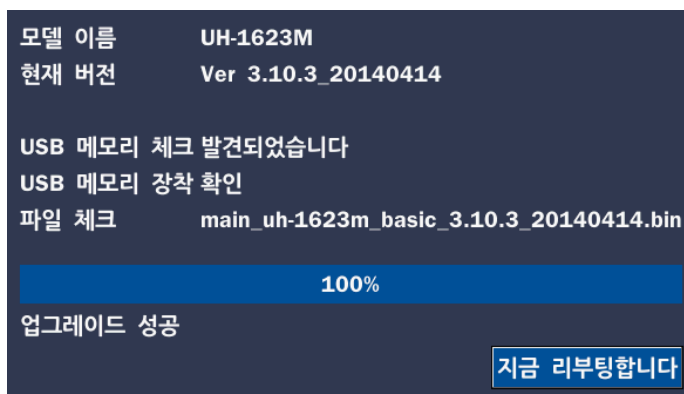 모델 이름 UH-1623M
현재 버전 Ver 3.10.3_20140414
USB 메모리 체크 발견되었습니다
USB 메모리 장착 확인
파일 체크 main_uh-1623m_basic_3.10.3_20140414.bin
100%
업그레이드 성공
지금 리부팅합니다